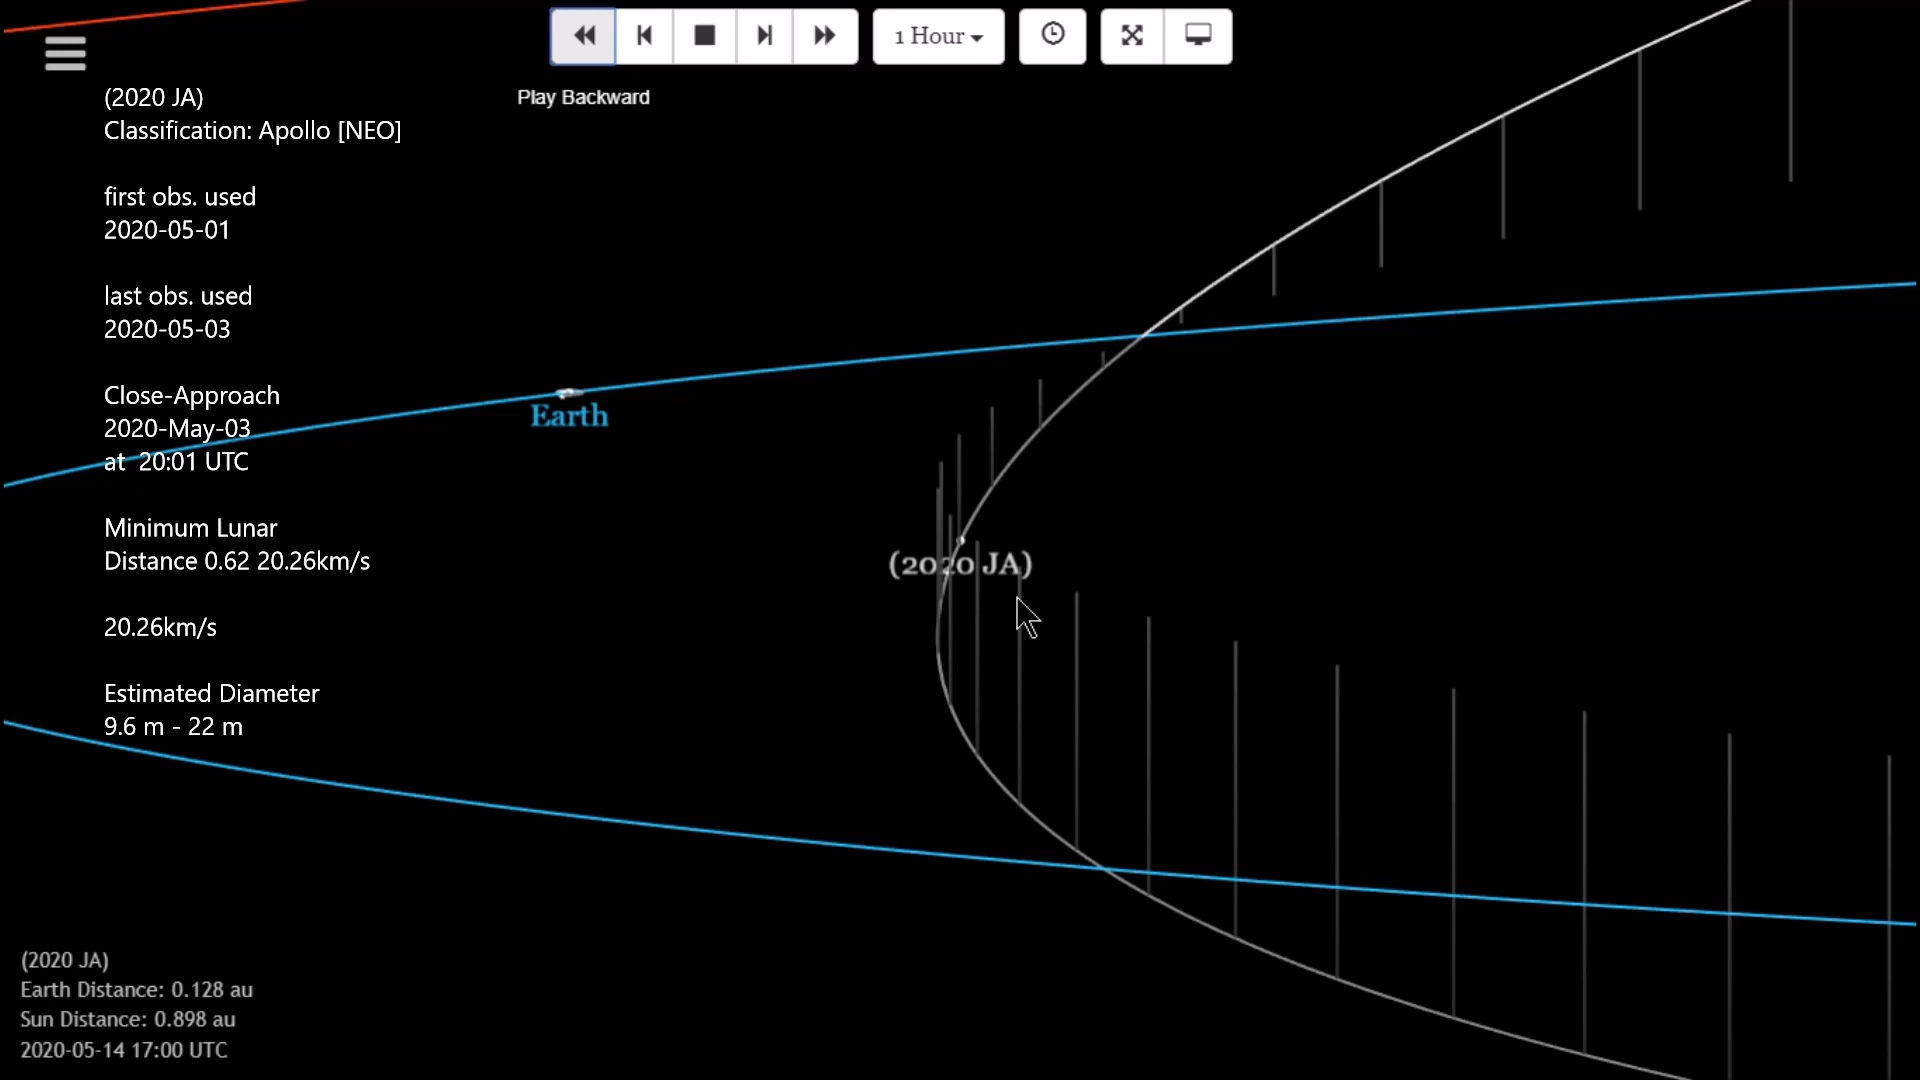 1 Hour
Play Backward
(2020 JA)
Classification: Apollo [NEO]
first obs. used
2020-05-01
last obs. used
2020-05-03
Close-Approach
2020-May-03
at 20:01 UTC
Minimum Lunar
Distance 0.62 20.26km/s
20.26km/s
Estimated Diameter
9.6 m - 22 m
Earth
(2020 JA)
(2020 JA)
Earth Distance: 0.128 au
Sun Distance: 0.898 au
2020-05-14 17:00 UTC